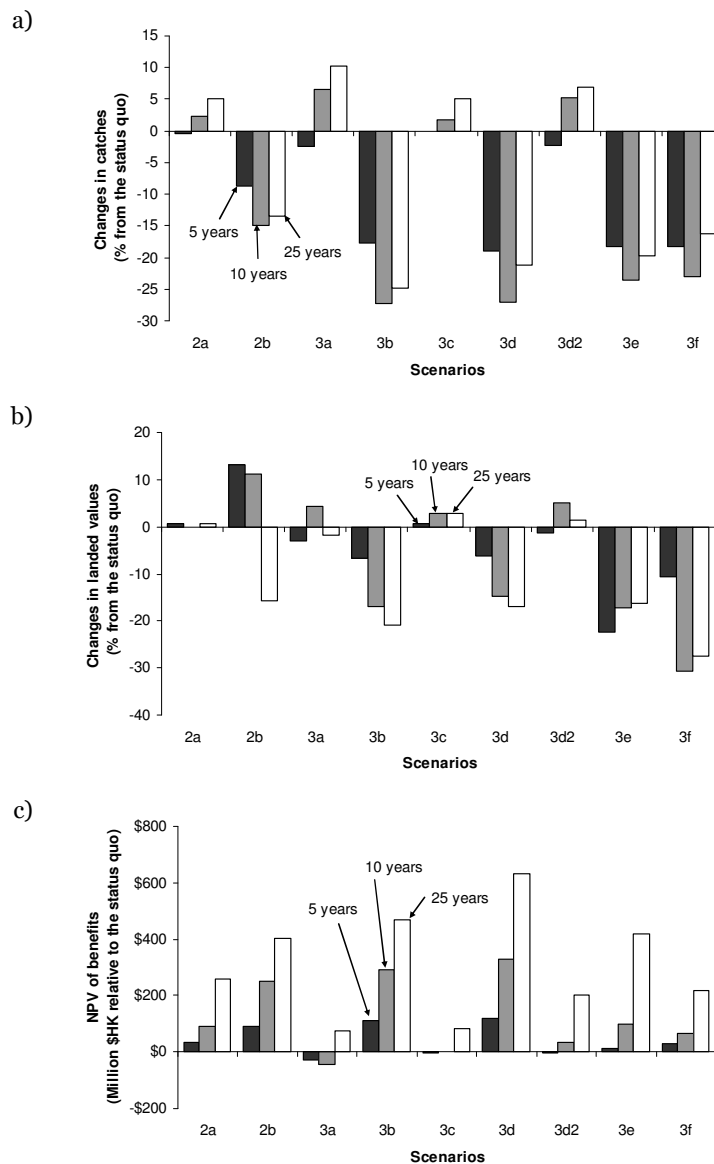 a)
Changes in catches
(% from the status quo)
15
10
5
0
-5
-10
-15
-20
-25
-30
5 years
10 years
25 years
2a 2b 3a 3b 3c 3d 3d2 3e 3f
Scenarios
b)
Changes in landed values
(% from the status quo)
20
10
0
-10
-20
-30
-40
5 years
10 years
25 years
2a 2b 3a 3b 3c 3d 3d2 3e 3f
Scenarios
c)
NPV of benefits
(Million $HK relative to the status quo)
$800
$600
$400
$200
$0
-$200
5 years
10 years
25 years
2a 2b 3a 3b 3c 3d 3d2 3e 3f
Scenarios